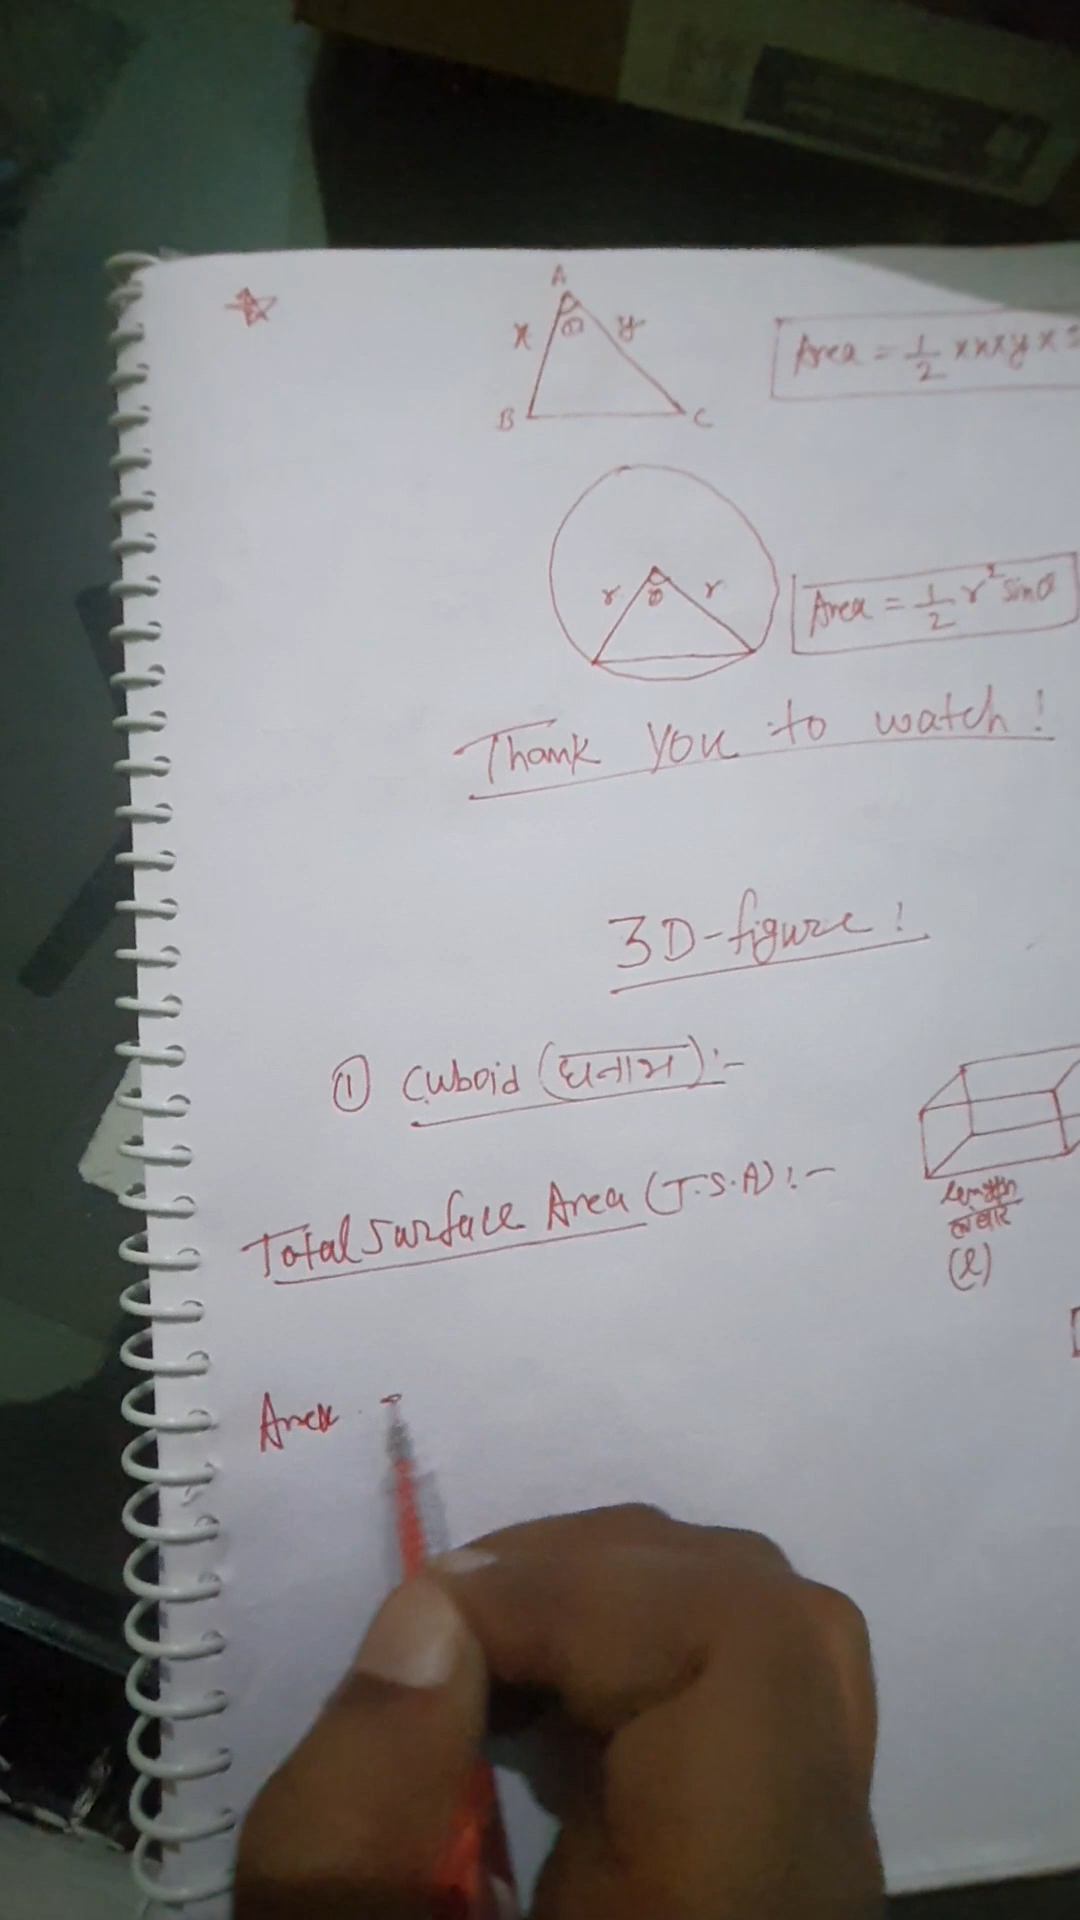 A
x y
B C
Area = 1/2 x x x y x
r θ r
Area = 1/2 r² sinθ
Thank you to watch!
3D-figure!
① Cuboid (घनाभ):-
Total Surface Area (T.S.A):-
length
(l)
Area